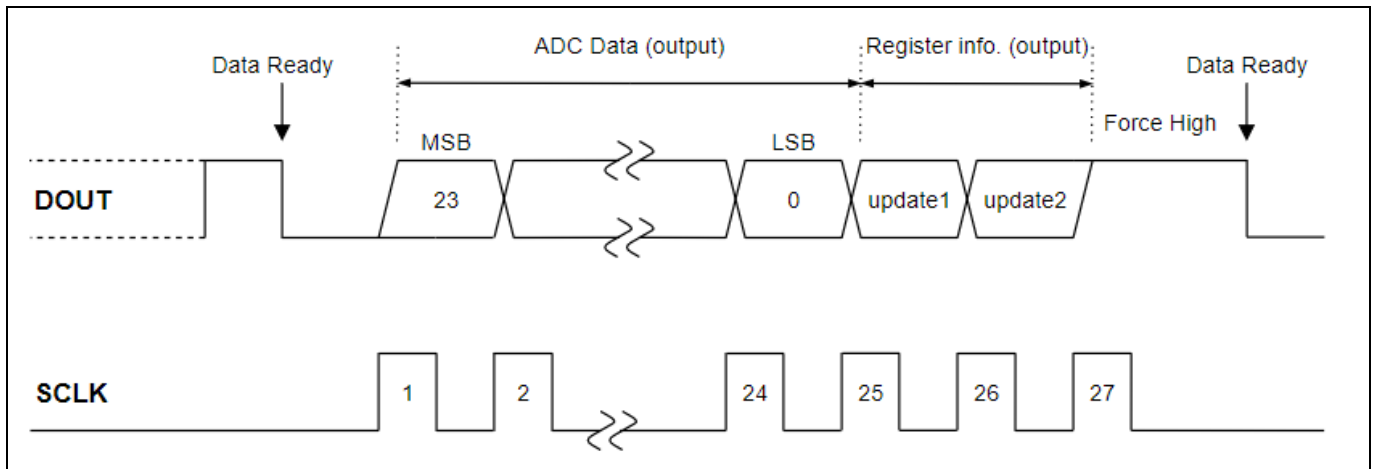 ADC Data (output)
Register info. (output)
Data Ready
Data Ready
Force High
MSB
LSB
DOUT
23
0
update1
update2
SCLK
1
2
24
25
26
27